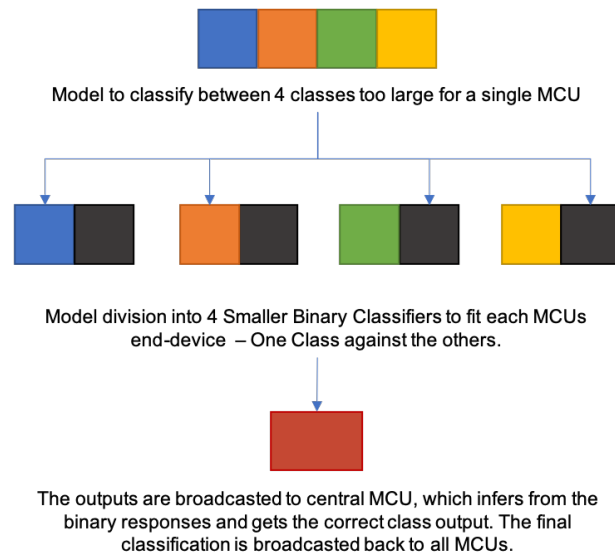 Model to classify between 4 classes too large for a single MCU
Model division into 4 Smaller Binary Classifiers to fit each MCUs
end-device – One Class against the others.
The outputs are broadcasted to central MCU, which infers from the
binary responses and gets the correct class output. The final
classification is broadcasted back to all MCUs.